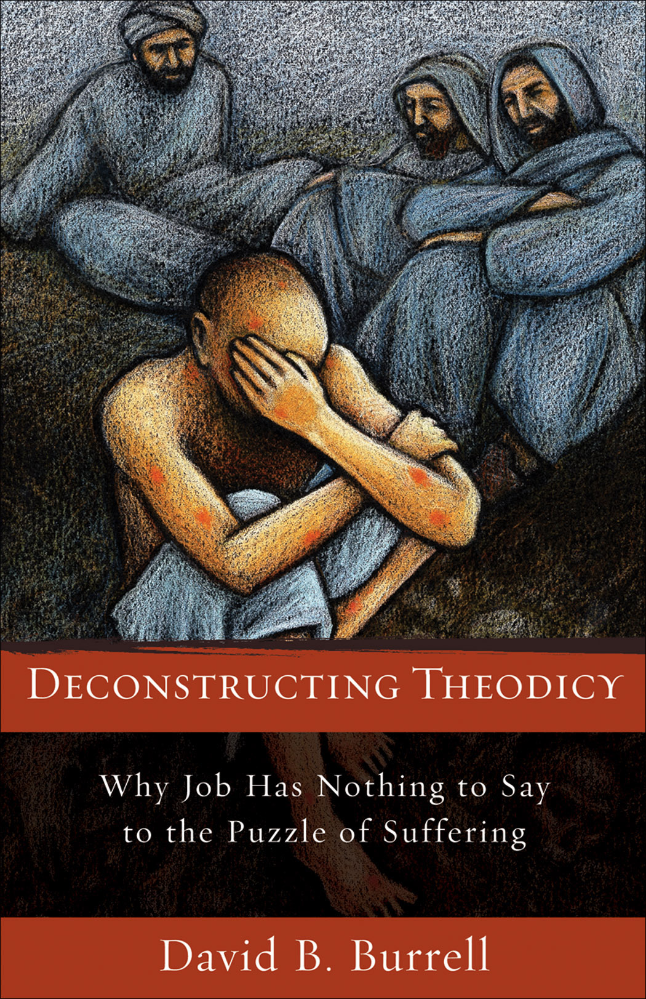 Deconstructing Theodicy
Why Job Has Nothing to Say
to the Puzzle of Suffering
David B. Burrell